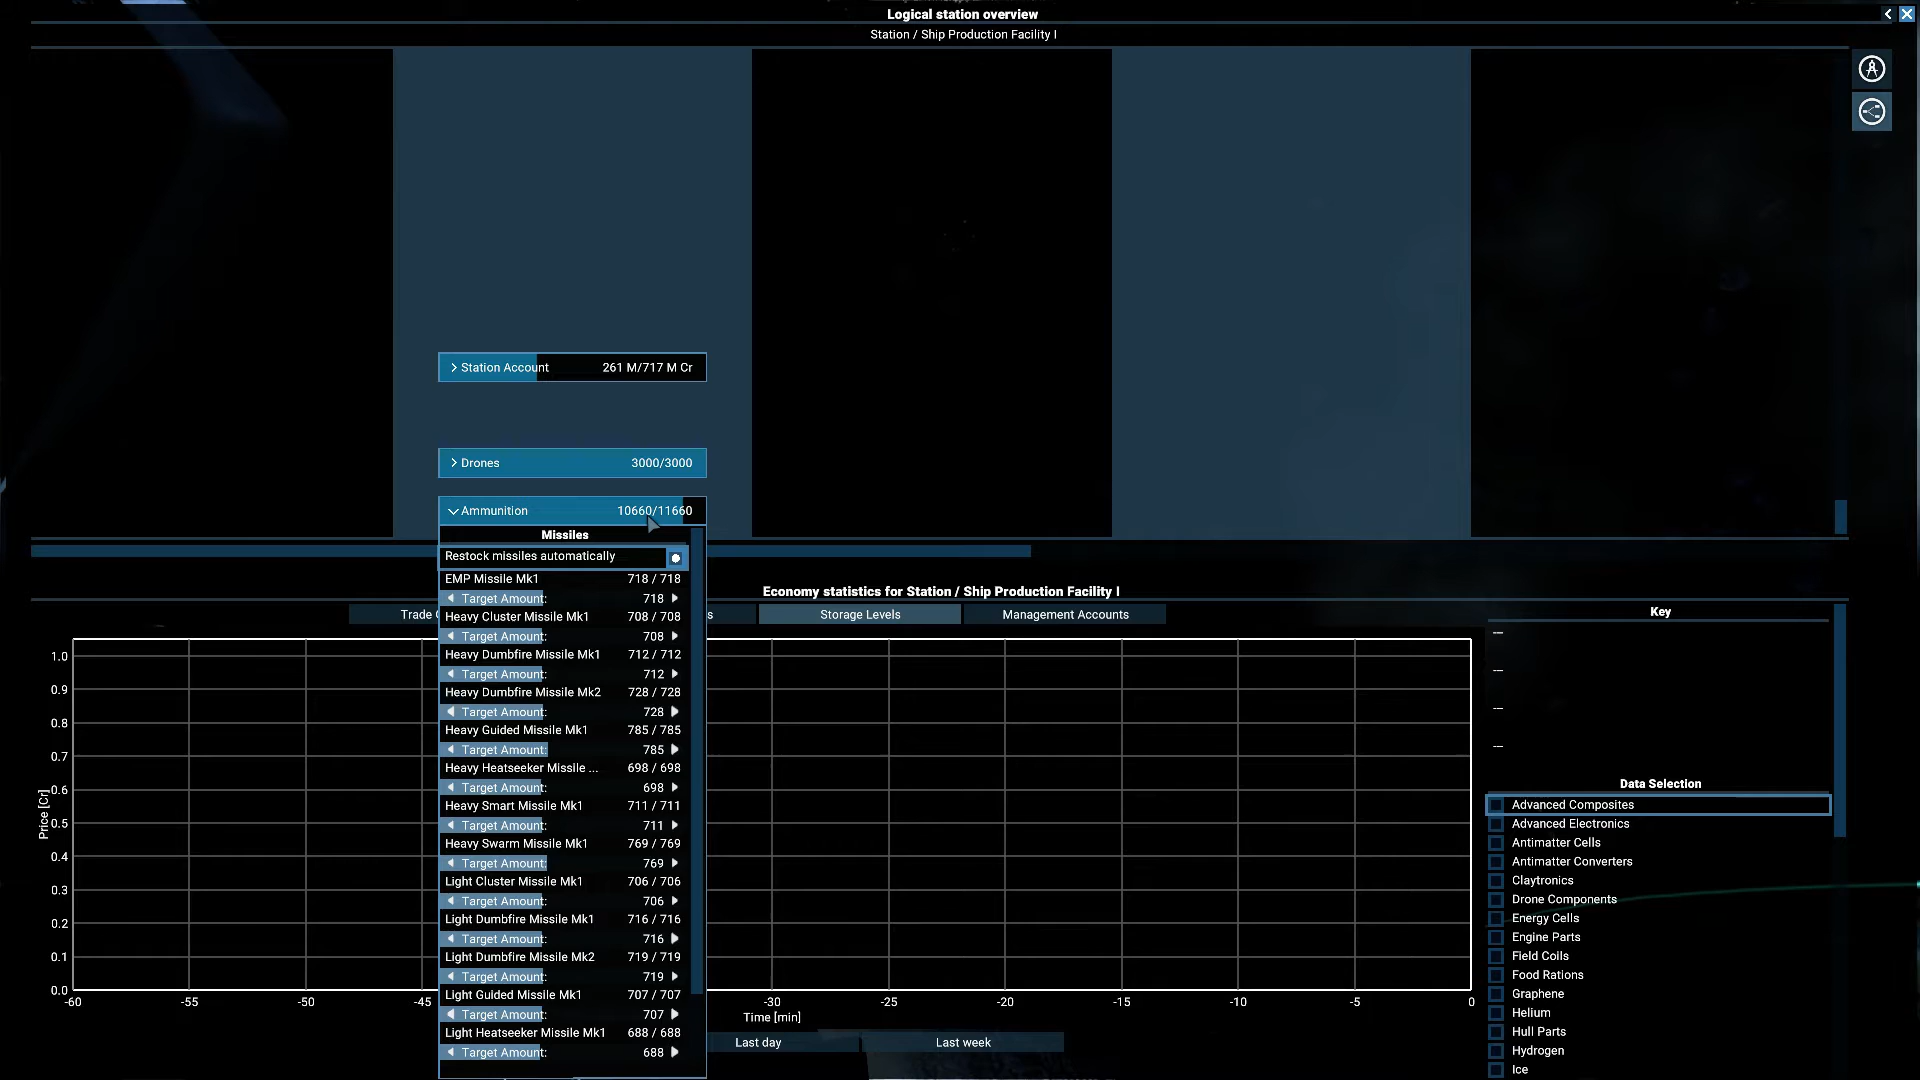 Logical station overview
Station / Ship Production Facility I
Station Account 261 M/717 M Cr
Drones 3000/3000
Ammunition 10660/11660
Missiles
Restock missiles automatically
EMP Missile Mk1 718 / 718
Target Amount: 718
Heavy Cluster Missile Mk1 708 / 708
Target Amount: 708
Heavy Dumbfire Missile Mk1 712 / 712
Target Amount: 712
Heavy Dumbfire Missile Mk2 728 / 728
Target Amount: 728
Heavy Guided Missile Mk1 785 / 785
Target Amount: 785
Heavy Heatseeker Missile ... 698 / 698
Target Amount: 698
Heavy Smart Missile Mk1 711 / 711
Target Amount: 711
Heavy Swarm Missile Mk1 769 / 769
Target Amount: 769
Light Cluster Missile Mk1 706 / 706
Target Amount: 706
Light Dumbfire Missile Mk1 716 / 716
Target Amount: 716
Light Dumbfire Missile Mk2 719 / 719
Target Amount: 719
Light Guided Missile Mk1 707 / 707
Target Amount: 707
Light Heatseeker Missile Mk1 688 / 688
Target Amount: 688
Economy statistics for Station / Ship Production Facility I
Trade
Storage Levels
Management Accounts
Price [Cr]
1.0
0.9
0.8
0.7
0.6
0.5
0.4
0.3
0.2
0.1
0.0
-60 -55 -50 -45 -30 -25 -20 -15 -10 -5 0
Time [min]
Last day
Last week
Key
---
---
---
---
Data Selection
Advanced Composites
Advanced Electronics
Antimatter Cells
Antimatter Converters
Claytronics
Drone Components
Energy Cells
Engine Parts
Field Coils
Food Rations
Graphene
Helium
Hull Parts
Hydrogen
Ice